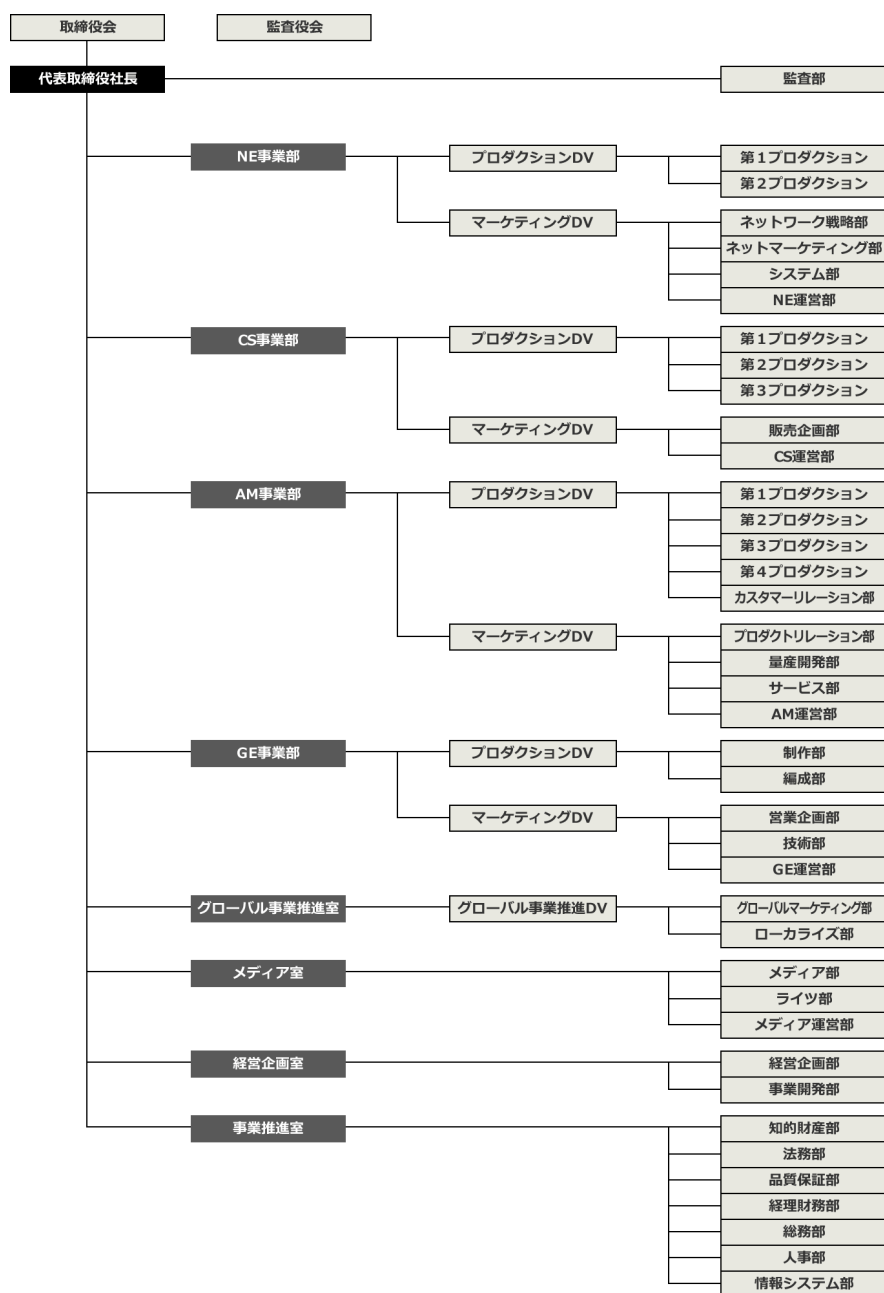 取締役会
監査役会
代表取締役社長
監査部
NE事業部
プロダクションDV
第１プロダクション
第２プロダクション
マーケティングDV
ネットワーク戦略部
ネットマーケティング部
システム部
NE運営部
CS事業部
プロダクションDV
第１プロダクション
第２プロダクション
第３プロダクション
マーケティングDV
販売企画部
CS運営部
AM事業部
プロダクションDV
第１プロダクション
第２プロダクション
第３プロダクション
第４プロダクション
カスタマーリレーション部
マーケティングDV
プロダクトリレーション部
量産開発部
サービス部
AM運営部
GE事業部
プロダクションDV
制作部
編成部
マーケティングDV
営業企画部
技術部
GE運営部
グローバル事業推進室
グローバル事業推進DV
グローバルマーケティング部
ローカライズ部
メディア室
メディア部
ライツ部
メディア運営部
経営企画室
経営企画部
事業開発部
事業推進室
知的財産部
法務部
品質保証部
経理財務部
総務部
人事部
情報システム部